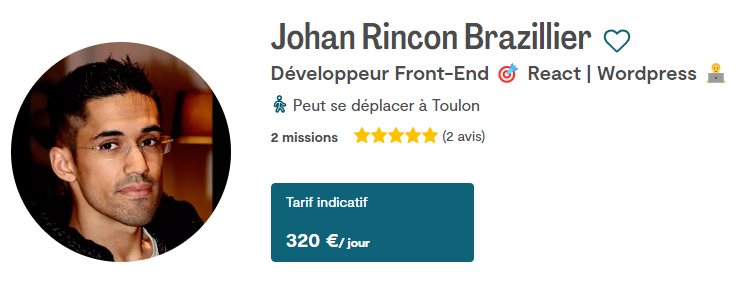 Johan Rincon Brazillier
Développeur Front-End 🎯 React | Wordpress 👨‍💻
Peut se déplacer à Toulon
2 missions (2 avis)
Tarif indicatif
320 €/ jour